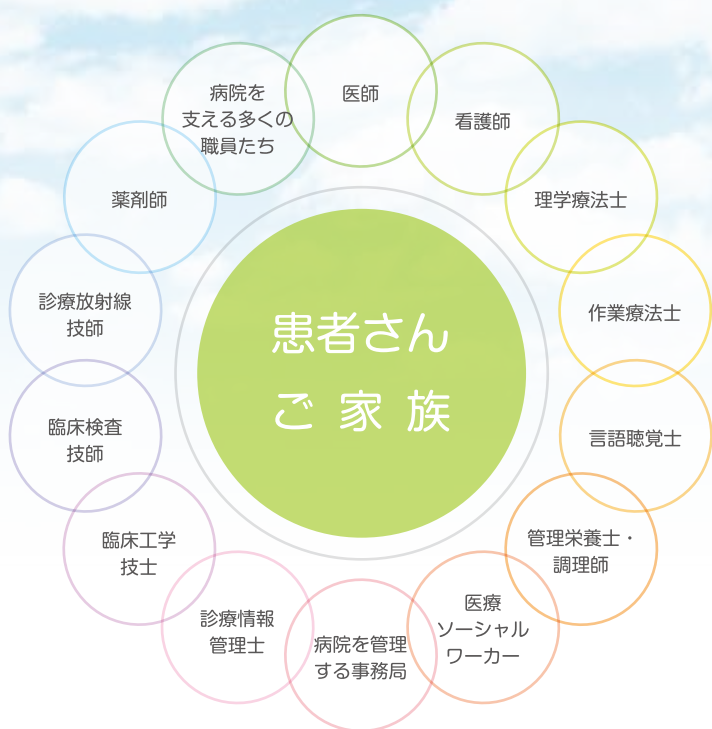 患者さん
ご家族
医師
看護師
理学療法士
作業療法士
言語聴覚士
管理栄養士・
調理師
医療
ソーシャル
ワーカー
病院を管理
する事務局
診療情報
管理士
臨床工学
技士
臨床検査
技師
診療放射線
技師
薬剤師
病院を
支える多くの
職員たち